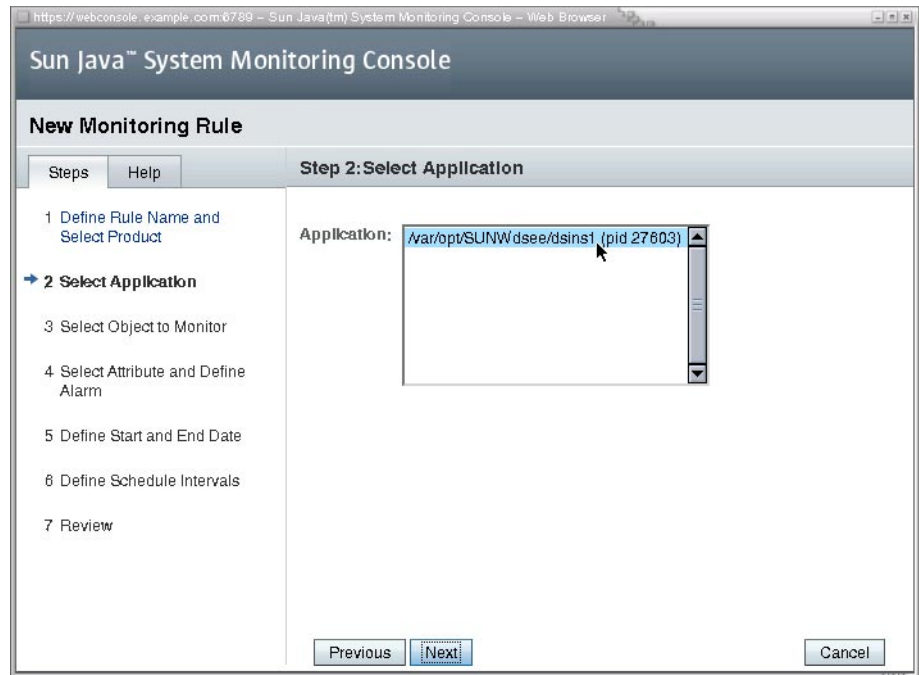 https://webconsole.example.com:6789 – Sun Java(tm) System Monitoring Console – Web Browser
Sun Java™ System Monitoring Console
New Monitoring Rule
Steps
Help
Step 2:Select Application
1 Define Rule Name and
Select Product
2 Select Application
3 Select Object to Monitor
4 Select Attribute and Define
Alarm
5 Define Start and End Date
6 Define Schedule Intervals
7 Review
Application:
/var/opt/SUNWdsee/dsins1 (pid 27603)
Previous
Next
Cancel